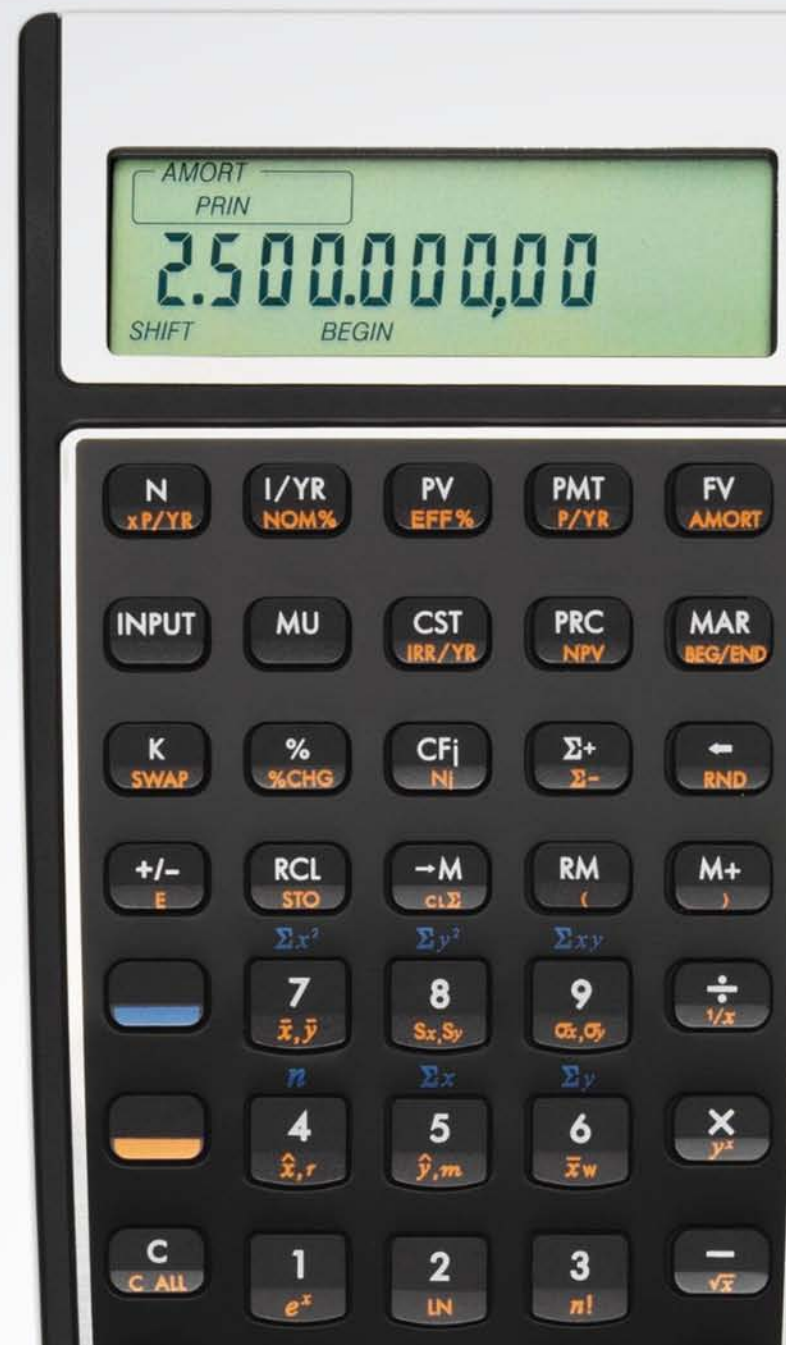 AMORT
PRIN
2.500.000,00
SHIFT BEGIN
N I/YR PV PMT FV
xP/YR NOM% EFF% P/YR AMORT
INPUT MU CST PRC MAR
IRR/YR NPV BEG/END
K % CFj Σ+ ←
SWAP %CHG Nj Σ- RND
+/- RCL →M RM M+
E STO CLΣ ( )
Σx² Σy² Σxy
7 8 9 ÷
x̄,ȳ Sx,Sy σx,σy 1/x
n Σx Σy
4 5 6 ×
x̂,r ŷ,m x̄w yˣ
C 1 2 3 −
C ALL eˣ LN n! √x̅